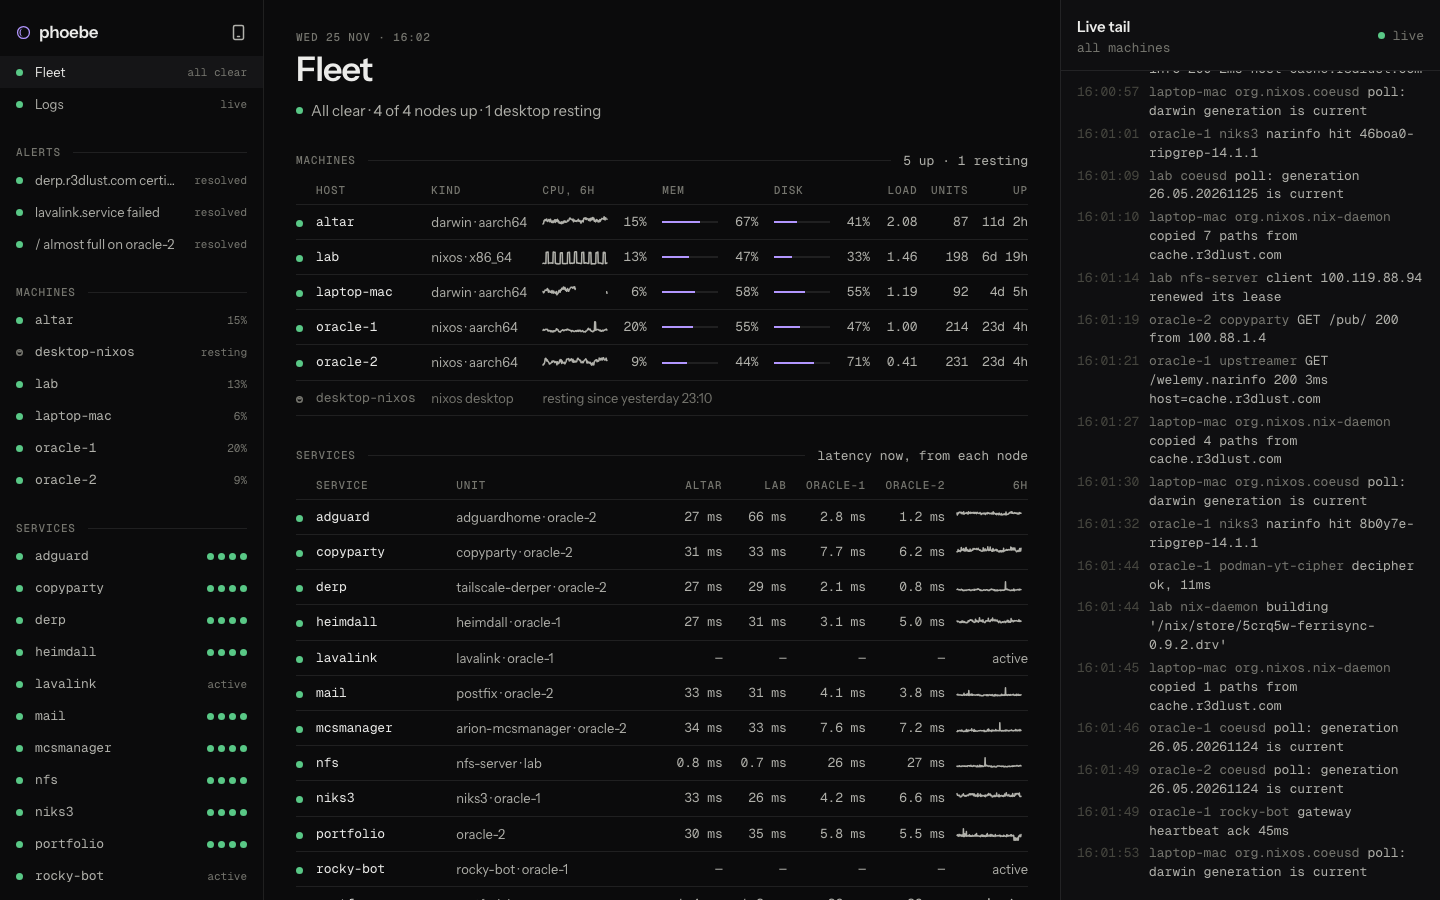 phoebe
Fleet all clear
Logs live
ALERTS
derp.r3dlust.com certi... resolved
lavalink.service failed resolved
/ almost full on oracle-2 resolved
MACHINES
altar 15%
desktop-nixos resting
lab 13%
laptop-mac 6%
oracle-1 20%
oracle-2 9%
SERVICES
adguard
copyparty
derp
heimdall
lavalink active
mail
mcsmanager
nfs
niks3
portfolio
rocky-bot active
WED 25 NOV · 16:02
Fleet
All clear · 4 of 4 nodes up · 1 desktop resting
MACHINES 5 up · 1 resting
HOST KIND CPU, 6H MEM DISK LOAD UNITS UP
altar darwin · aarch64 15% 67% 41% 2.08 87 11d 2h
lab nixos · x86_64 13% 47% 33% 1.46 198 6d 19h
laptop-mac darwin · aarch64 6% 58% 55% 1.19 92 4d 5h
oracle-1 nixos · aarch64 20% 55% 47% 1.00 214 23d 4h
oracle-2 nixos · aarch64 9% 44% 71% 0.41 231 23d 4h
desktop-nixos nixos desktop resting since yesterday 23:10
SERVICES latency now, from each node
SERVICE UNIT ALTAR LAB ORACLE-1 ORACLE-2 6H
adguard adguardhome · oracle-2 27 ms 66 ms 2.8 ms 1.2 ms
copyparty copyparty · oracle-2 31 ms 33 ms 7.7 ms 6.2 ms
derp tailscale-derper · oracle-2 27 ms 29 ms 2.1 ms 0.8 ms
heimdall heimdall · oracle-1 27 ms 31 ms 3.1 ms 5.0 ms
lavalink lavalink · oracle-1 — — — — active
mail postfix · oracle-2 33 ms 31 ms 4.1 ms 3.8 ms
mcsmanager arion-mcsmanager · oracle-2 34 ms 33 ms 7.6 ms 7.2 ms
nfs nfs-server · lab 0.8 ms 0.7 ms 26 ms 27 ms
niks3 niks3 · oracle-1 33 ms 26 ms 4.2 ms 6.6 ms
portfolio oracle-2 30 ms 35 ms 5.8 ms 5.5 ms
rocky-bot rocky-bot · oracle-1 — — — — active
Live tail
all machines
live
16:00:57 laptop-mac org.nixos.coeusd poll:
darwin generation is current
16:01:01 oracle-1 niks3 narinfo hit 46boa0-
ripgrep-14.1.1
16:01:09 lab coeusd poll: generation
26.05.20261125 is current
16:01:10 laptop-mac org.nixos.nix-daemon
copied 7 paths from
cache.r3dlust.com
16:01:14 lab nfs-server client 100.119.88.94
renewed its lease
16:01:19 oracle-2 copyparty GET /pub/ 200
from 100.88.1.4
16:01:21 oracle-1 upstreamer GET
/welemy.narinfo 200 3ms
host=cache.r3dlust.com
16:01:27 laptop-mac org.nixos.nix-daemon
copied 4 paths from
cache.r3dlust.com
16:01:30 laptop-mac org.nixos.coeusd poll:
darwin generation is current
16:01:32 oracle-1 niks3 narinfo hit 8b0y7e-
ripgrep-14.1.1
16:01:44 oracle-1 podman-yt-cipher decipher
ok, 11ms
16:01:44 lab nix-daemon building
'/nix/store/5crq5w-ferrisync-
0.9.2.drv'
16:01:45 laptop-mac org.nixos.nix-daemon
copied 1 paths from
cache.r3dlust.com
16:01:46 oracle-1 coeusd poll: generation
26.05.20261124 is current
16:01:49 oracle-2 coeusd poll: generation
26.05.20261124 is current
16:01:49 oracle-1 rocky-bot gateway
heartbeat ack 45ms
16:01:53 laptop-mac org.nixos.coeusd poll:
darwin generation is current